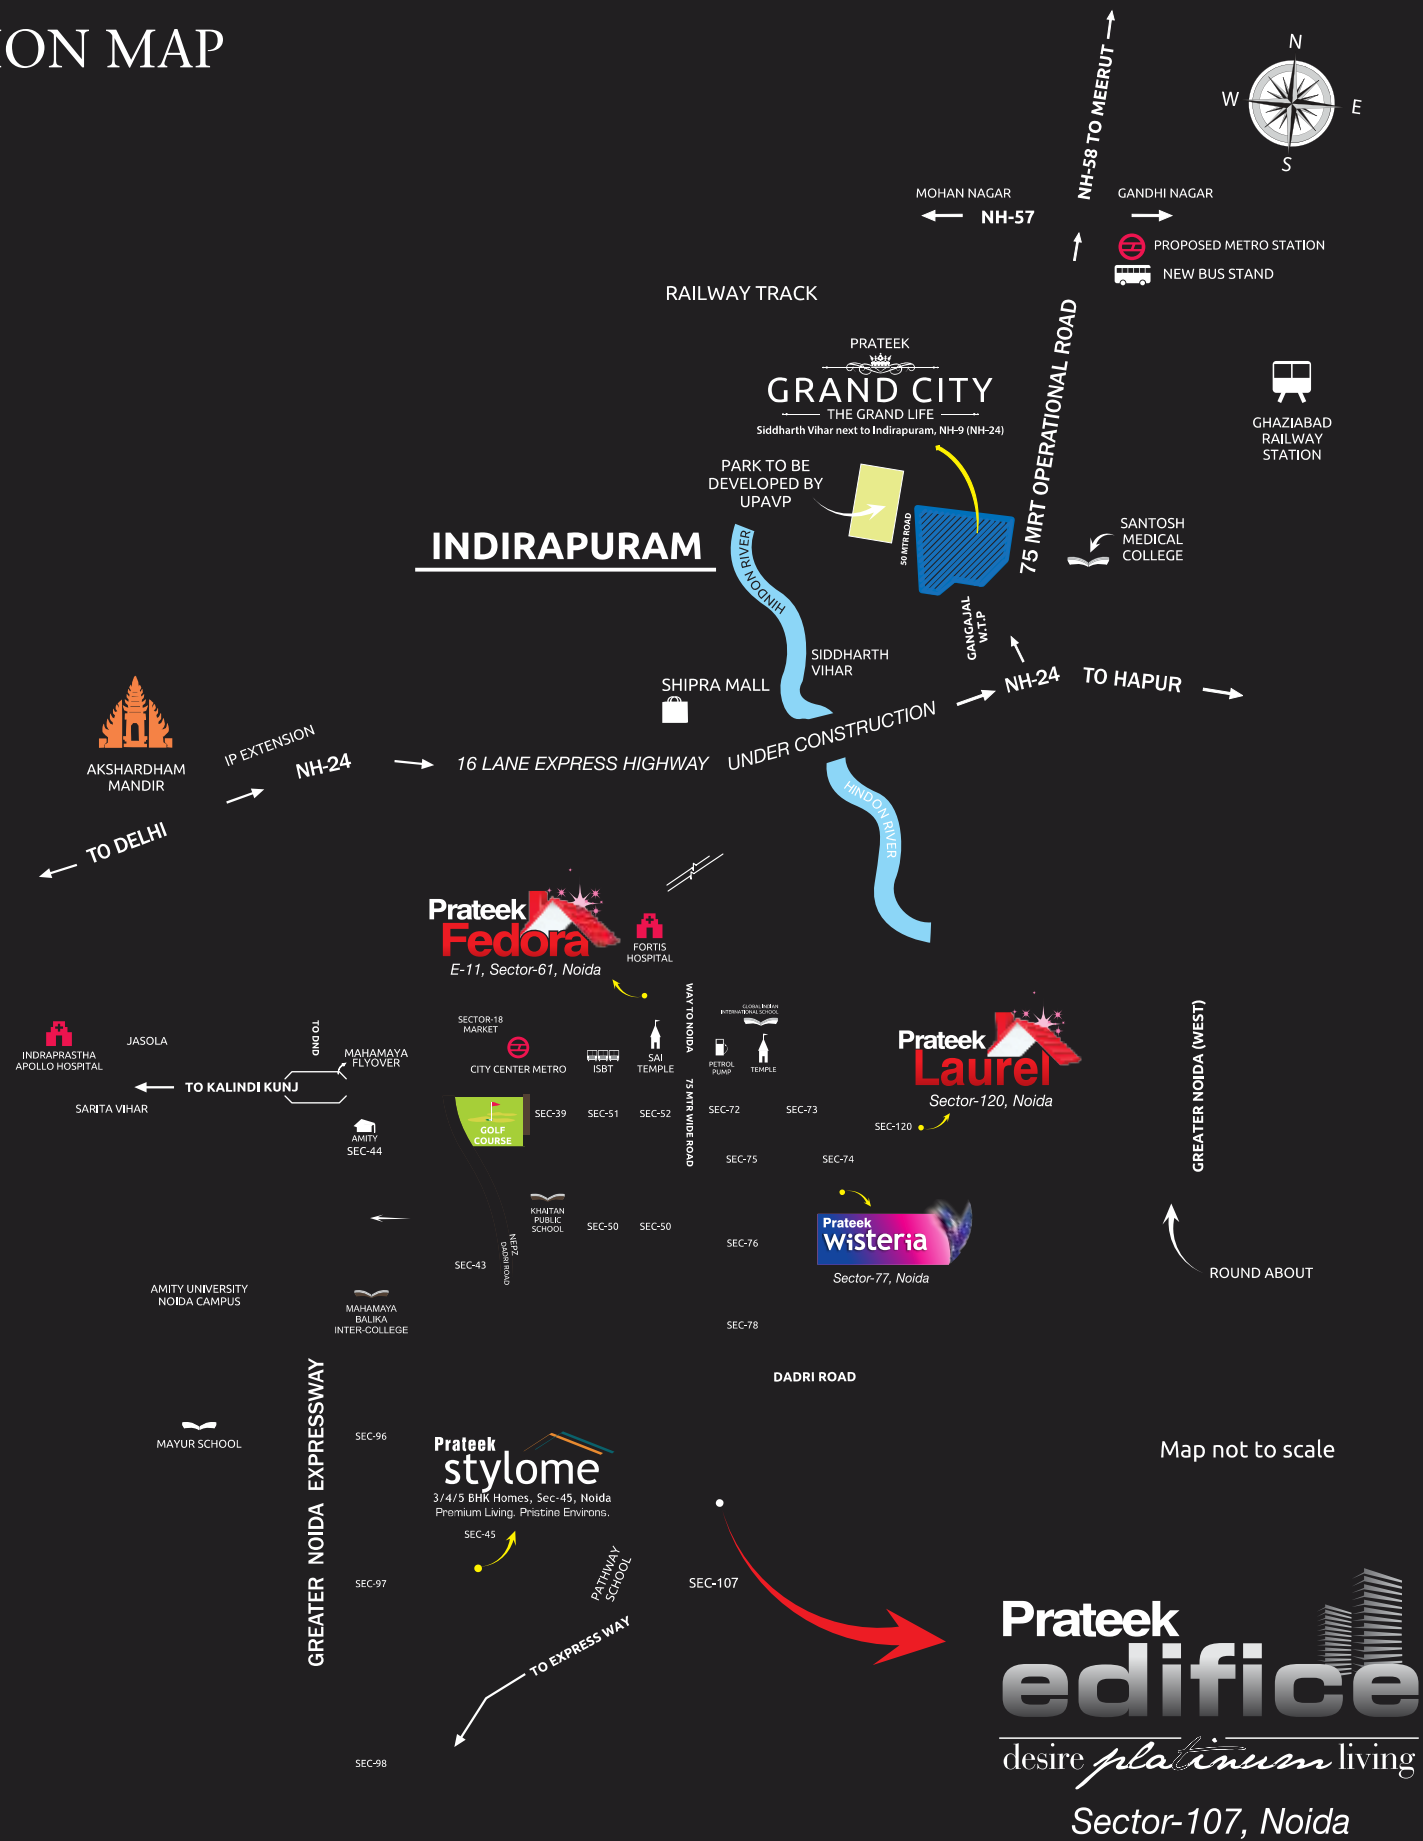 ION MAP
N
W
E
S
NH-58 TO MEERUT
MOHAN NAGAR
NH-57
GANDHI NAGAR
PROPOSED METRO STATION
NEW BUS STAND
RAILWAY TRACK
75 MRT OPERATIONAL ROAD
PRATEEK
GRAND CITY
THE GRAND LIFE
Siddharth Vihar next to Indirapuram, NH-9 (NH-24)
GHAZIABAD
RAILWAY
STATION
PARK TO BE
DEVELOPED BY
UPAVP
50 MTR ROAD
SANTOSH
MEDICAL
COLLEGE
INDIRAPURAM
HINDON RIVER
GANGAJAL
W.T.P
SIDDHARTH
VIHAR
SHIPRA MALL
NH-24
TO HAPUR
AKSHARDHAM
MANDIR
IP EXTENSION
NH-24
16 LANE EXPRESS HIGHWAY
UNDER CONSTRUCTION
TO DELHI
HINDON RIVER
Prateek
Fedora
E-11, Sector-61, Noida
FORTIS
HOSPITAL
WAY TO NOIDA
GLOBAL INDIAN
INTERNATIONAL SCHOOL
SECTOR-18
MARKET
CITY CENTER METRO
ISBT
SAI
TEMPLE
PETROL
PUMP
TEMPLE
Prateek
Laurel
Sector-120, Noida
GREATER NOIDA (WEST)
INDRAPRASTHA
APOLLO HOSPITAL
JASOLA
TO DND
MAHAMAYA
FLYOVER
TO KALINDI KUNJ
SARITA VIHAR
AMITY
SEC-44
GOLF
COURSE
SEC-39
SEC-51
SEC-52
75 MTR WIDE ROAD
SEC-72
SEC-73
SEC-120
SEC-75
SEC-74
KHAITAN
PUBLIC
SCHOOL
SEC-50
SEC-50
NEPZ
DADRI ROAD
SEC-43
SEC-76
Prateek
wisteria
Sector-77, Noida
ROUND ABOUT
AMITY UNIVERSITY
NOIDA CAMPUS
MAHAMAYA
BALIKA
INTER-COLLEGE
SEC-78
DADRI ROAD
GREATER NOIDA EXPRESSWAY
MAYUR SCHOOL
SEC-96
Prateek
stylome
3/4/5 BHK Homes, Sec-45, Noida
Premium Living. Pristine Environs.
SEC-45
Map not to scale
SEC-97
PATHWAY
SCHOOL
SEC-107
TO EXPRESS WAY
SEC-98
Prateek
edifice
desire platinum living
Sector-107, Noida